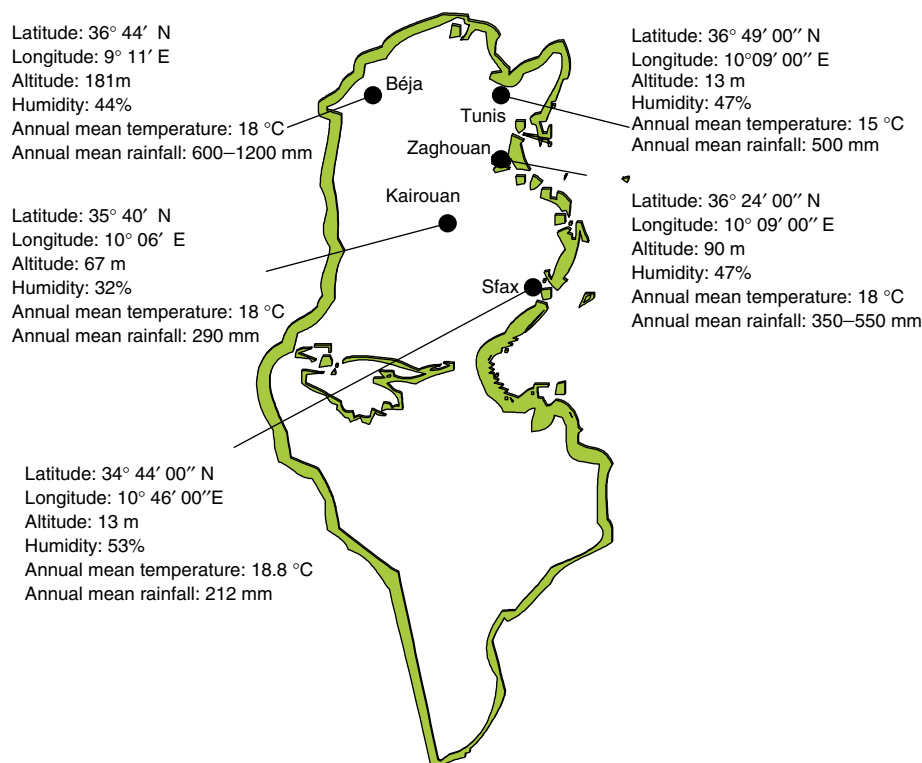 Latitude: 36° 44′ N
Longitude: 9° 11′ E
Altitude: 181m
Humidity: 44%
Annual mean temperature: 18 °C
Annual mean rainfall: 600–1200 mm
Béja
Tunis
Latitude: 36° 49′ 00′′ N
Longitude: 10°09′ 00′′ E
Altitude: 13 m
Humidity: 47%
Annual mean temperature: 15 °C
Annual mean rainfall: 500 mm
Zaghouan
Latitude: 36° 24′ 00′′ N
Longitude: 10° 09′ 00′′ E
Altitude: 90 m
Humidity: 47%
Annual mean temperature: 18 °C
Annual mean rainfall: 350–550 mm
Kairouan
Latitude: 35° 40′ N
Longitude: 10° 06′ E
Altitude: 67 m
Humidity: 32%
Annual mean temperature: 18 °C
Annual mean rainfall: 290 mm
Sfax
Latitude: 34° 44′ 00′′ N
Longitude: 10° 46′ 00′′E
Altitude: 13 m
Humidity: 53%
Annual mean temperature: 18.8 °C
Annual mean rainfall: 212 mm